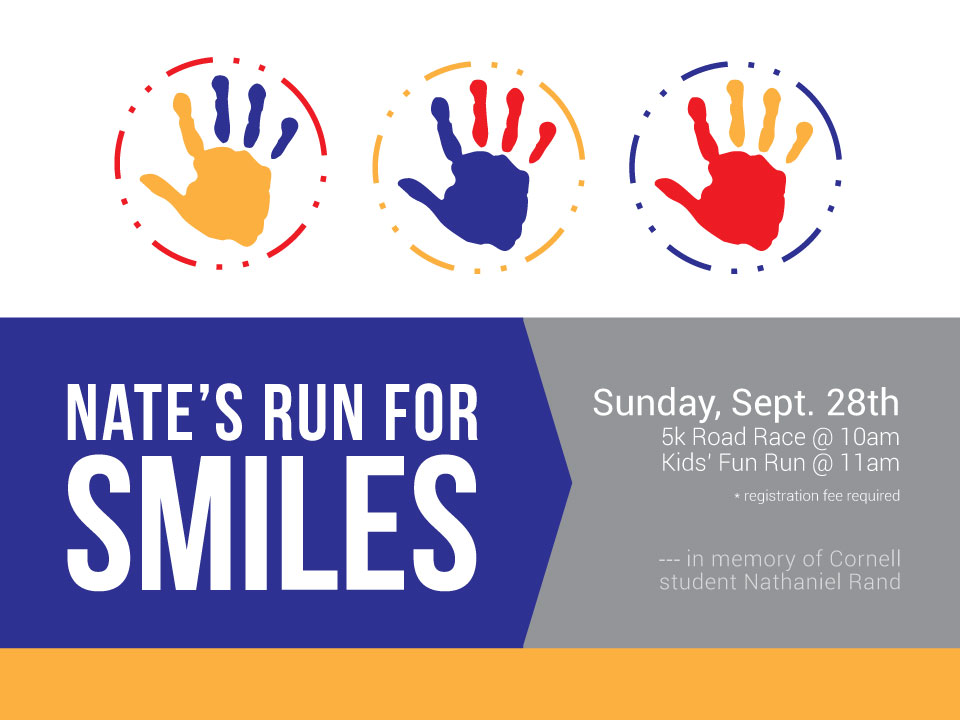 NATE'S RUN FOR
SMILES
Sunday, Sept. 28th
5k Road Race @ 10am
Kids' Fun Run @ 11am
* registration fee required
--- in memory of Cornell
student Nathaniel Rand